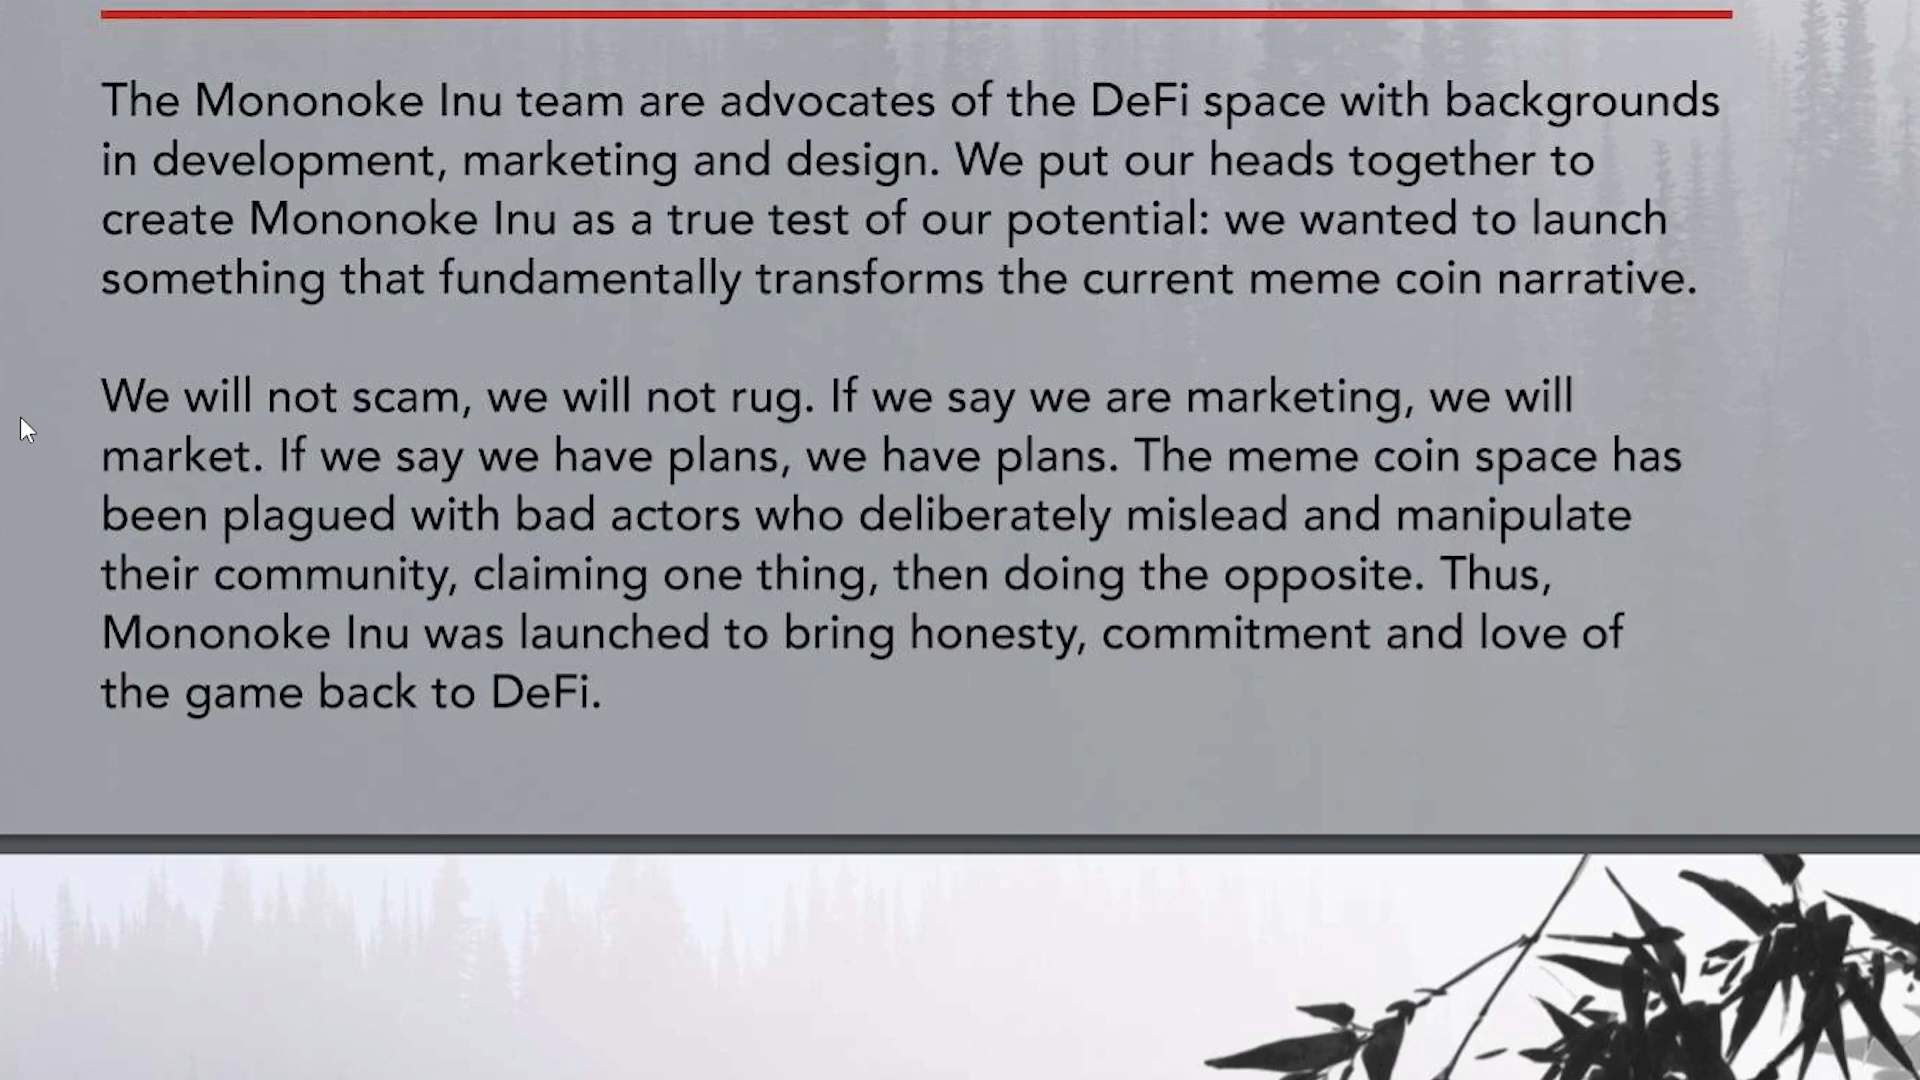 The Mononoke Inu team are advocates of the DeFi space with backgrounds
in development, marketing and design. We put our heads together to
create Mononoke Inu as a true test of our potential: we wanted to launch
something that fundamentally transforms the current meme coin narrative.
We will not scam, we will not rug. If we say we are marketing, we will
market. If we say we have plans, we have plans. The meme coin space has
been plagued with bad actors who deliberately mislead and manipulate
their community, claiming one thing, then doing the opposite. Thus,
Mononoke Inu was launched to bring honesty, commitment and love of
the game back to DeFi.